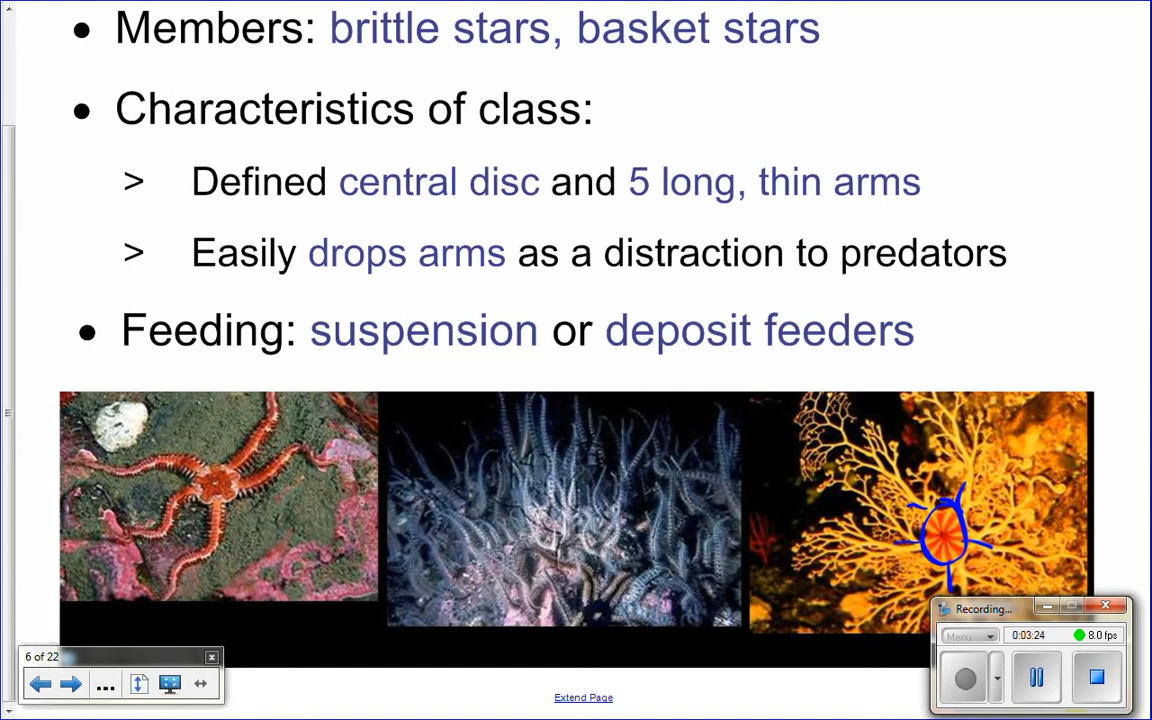 • Members: brittle stars, basket stars
• Characteristics of class:
> Defined central disc and 5 long, thin arms
> Easily drops arms as a distraction to predators
• Feeding: suspension or deposit feeders
Recording...
Menu 0:03:24 8.0 fps
6 of 22
...
Extend Page